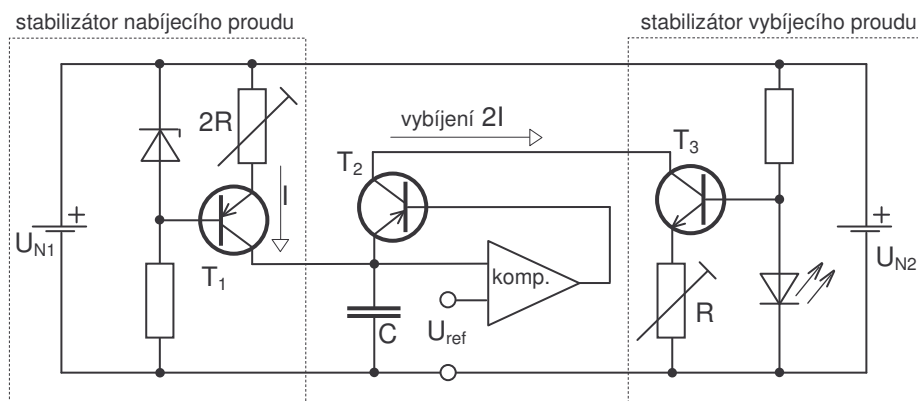 stabilizátor nabíjecího proudu
stabilizátor vybíjecího proudu
2R
vybíjení 2I
T2
T3
I
+
UN1
T1
komp.
Uref
C
R
+
UN2